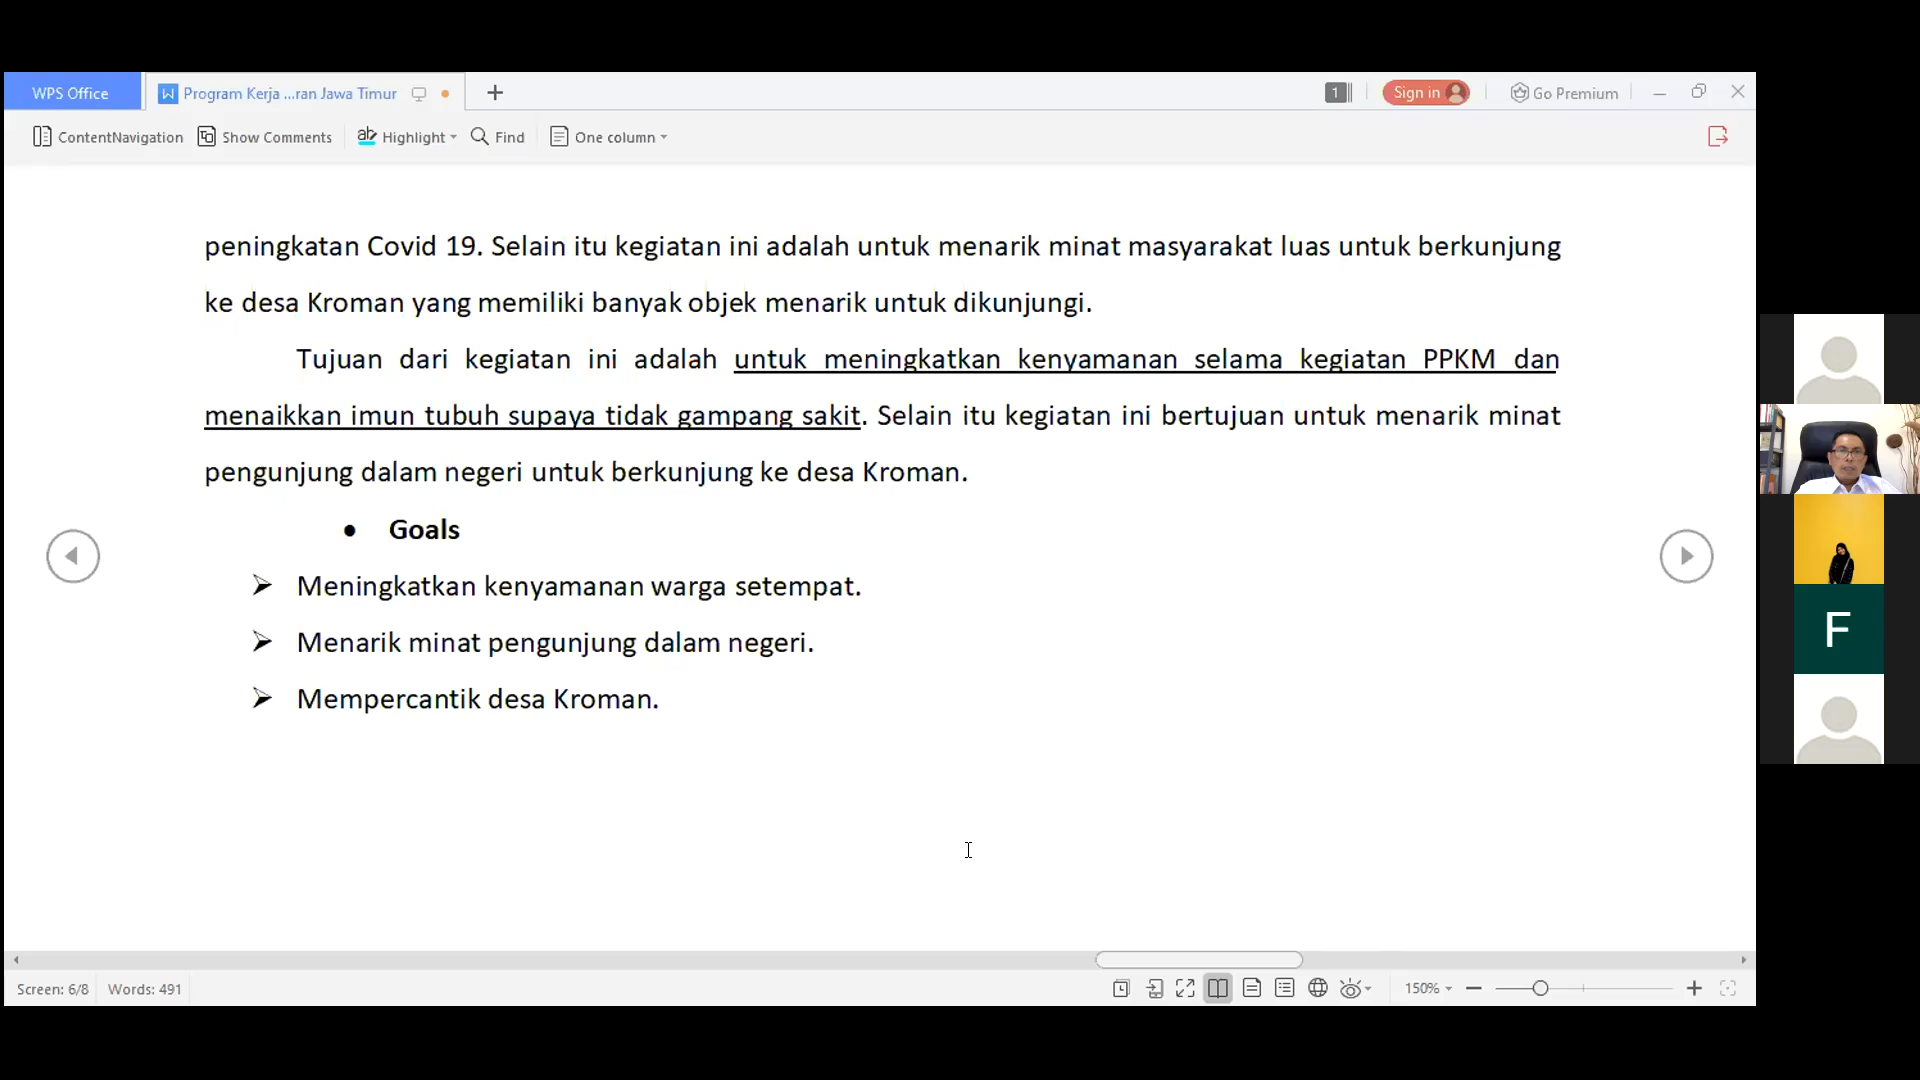 WPS Office
Program Kerja ...ran Jawa Timur
1
Sign in
Go Premium
ContentNavigation
Show Comments
Highlight
Find
One column
peningkatan Covid 19. Selain itu kegiatan ini adalah untuk menarik minat masyarakat luas untuk berkunjung
ke desa Kroman yang memiliki banyak objek menarik untuk dikunjungi.
Tujuan dari kegiatan ini adalah untuk meningkatkan kenyamanan selama kegiatan PPKM dan
menaikkan imun tubuh supaya tidak gampang sakit. Selain itu kegiatan ini bertujuan untuk menarik minat
pengunjung dalam negeri untuk berkunjung ke desa Kroman.
• Goals
➢ Meningkatkan kenyamanan warga setempat.
➢ Menarik minat pengunjung dalam negeri.
➢ Mempercantik desa Kroman.
F
Screen: 6/8
Words: 491
150%